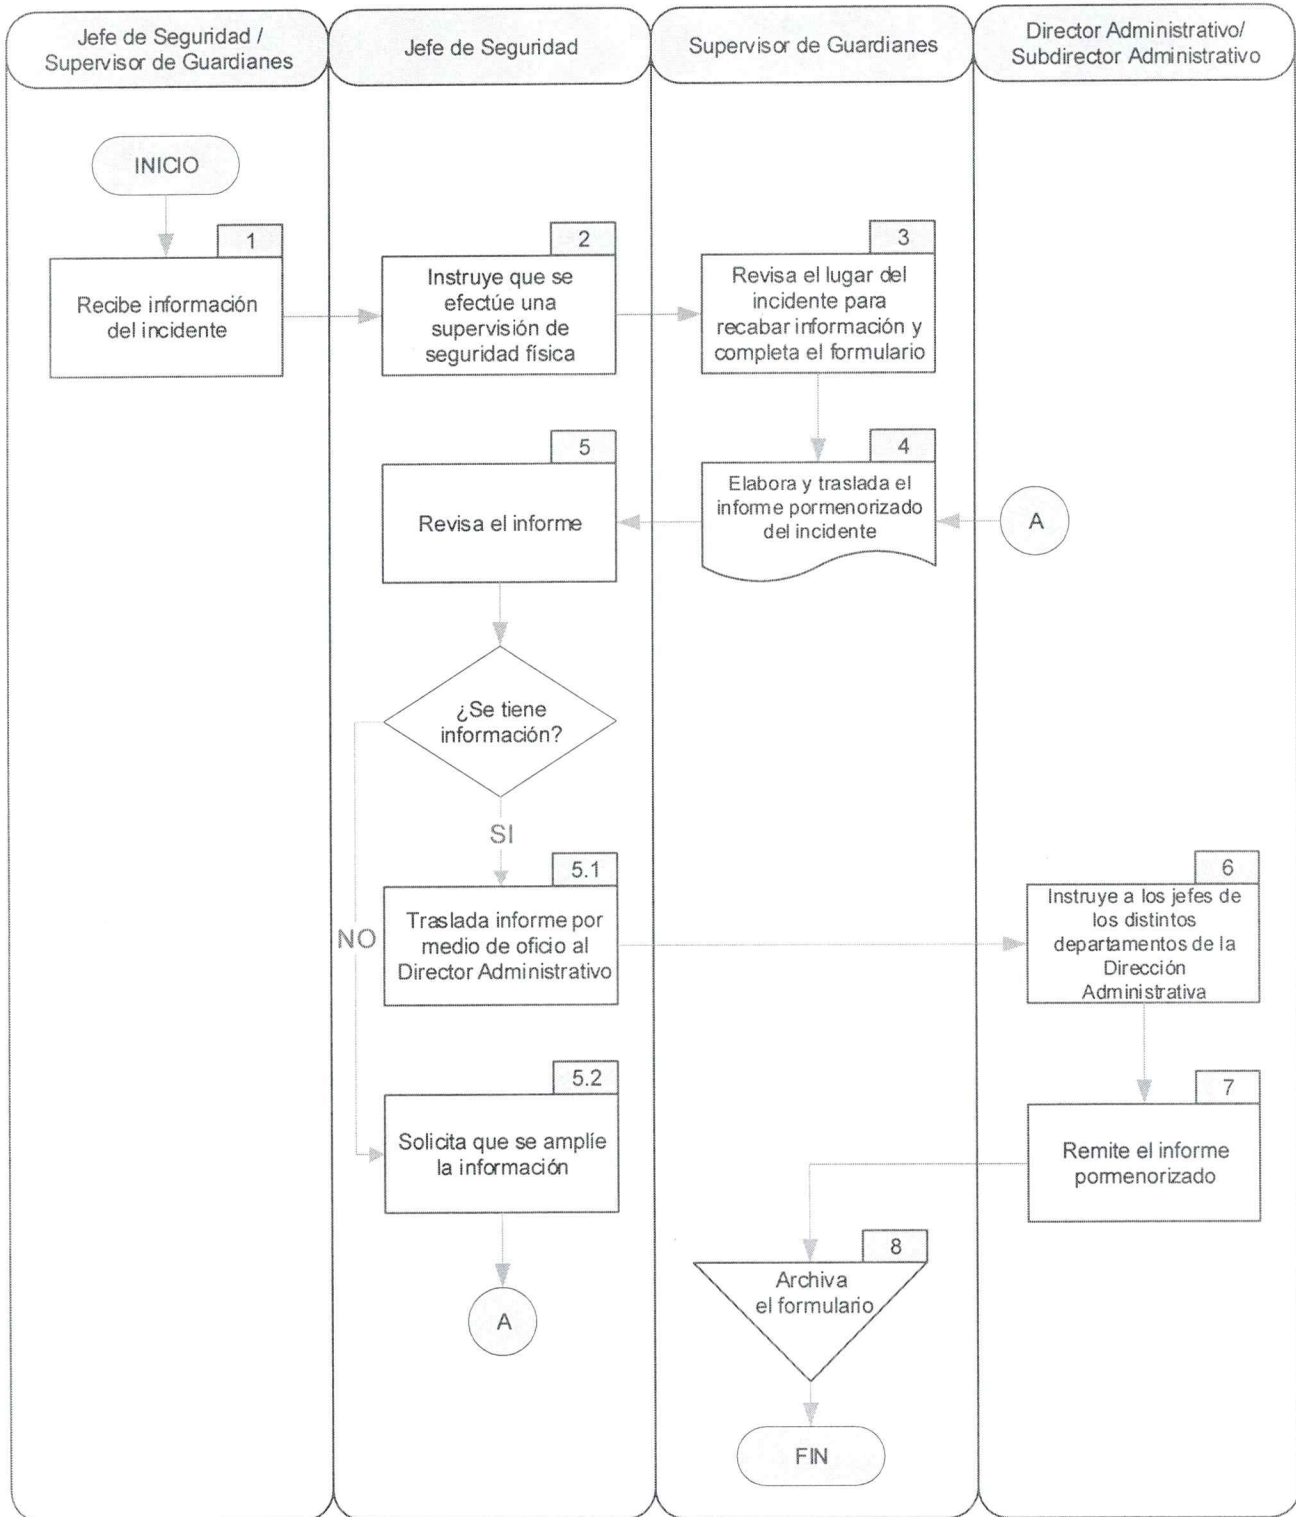 Jefe de Seguridad /
Supervisor de Guardianes
Jefe de Seguridad
Supervisor de Guardianes
Director Administrativo/
Subdirector Administrativo
INICIO
1
Recibe información
del incidente
2
Instruye que se
efectúe una
supervisión de
seguridad física
3
Revisa el lugar del
incidente para
recabar información y
completa el formulario
4
Elabora y traslada el
informe pormenorizado
del incidente
A
5
Revisa el informe
¿Se tiene
información?
SI
NO
5.1
Traslada informe por
medio de oficio al
Director Administrativo
6
Instruye a los jefes de
los distintos
departamentos de la
Dirección
Administrativa
5.2
Solicita que se amplíe
la información
7
Remite el informe
pormenorizado
A
8
Archiva
el formulario
FIN